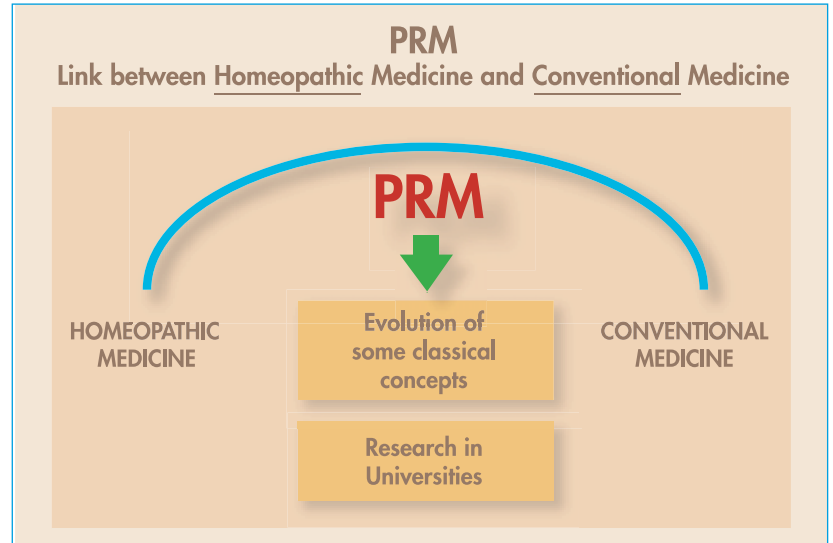 PRM
Link between Homeopathic Medicine and Conventional Medicine
PRM
HOMEOPATHIC
MEDICINE
Evolution of
some classical
concepts
CONVENTIONAL
MEDICINE
Research in
Universities